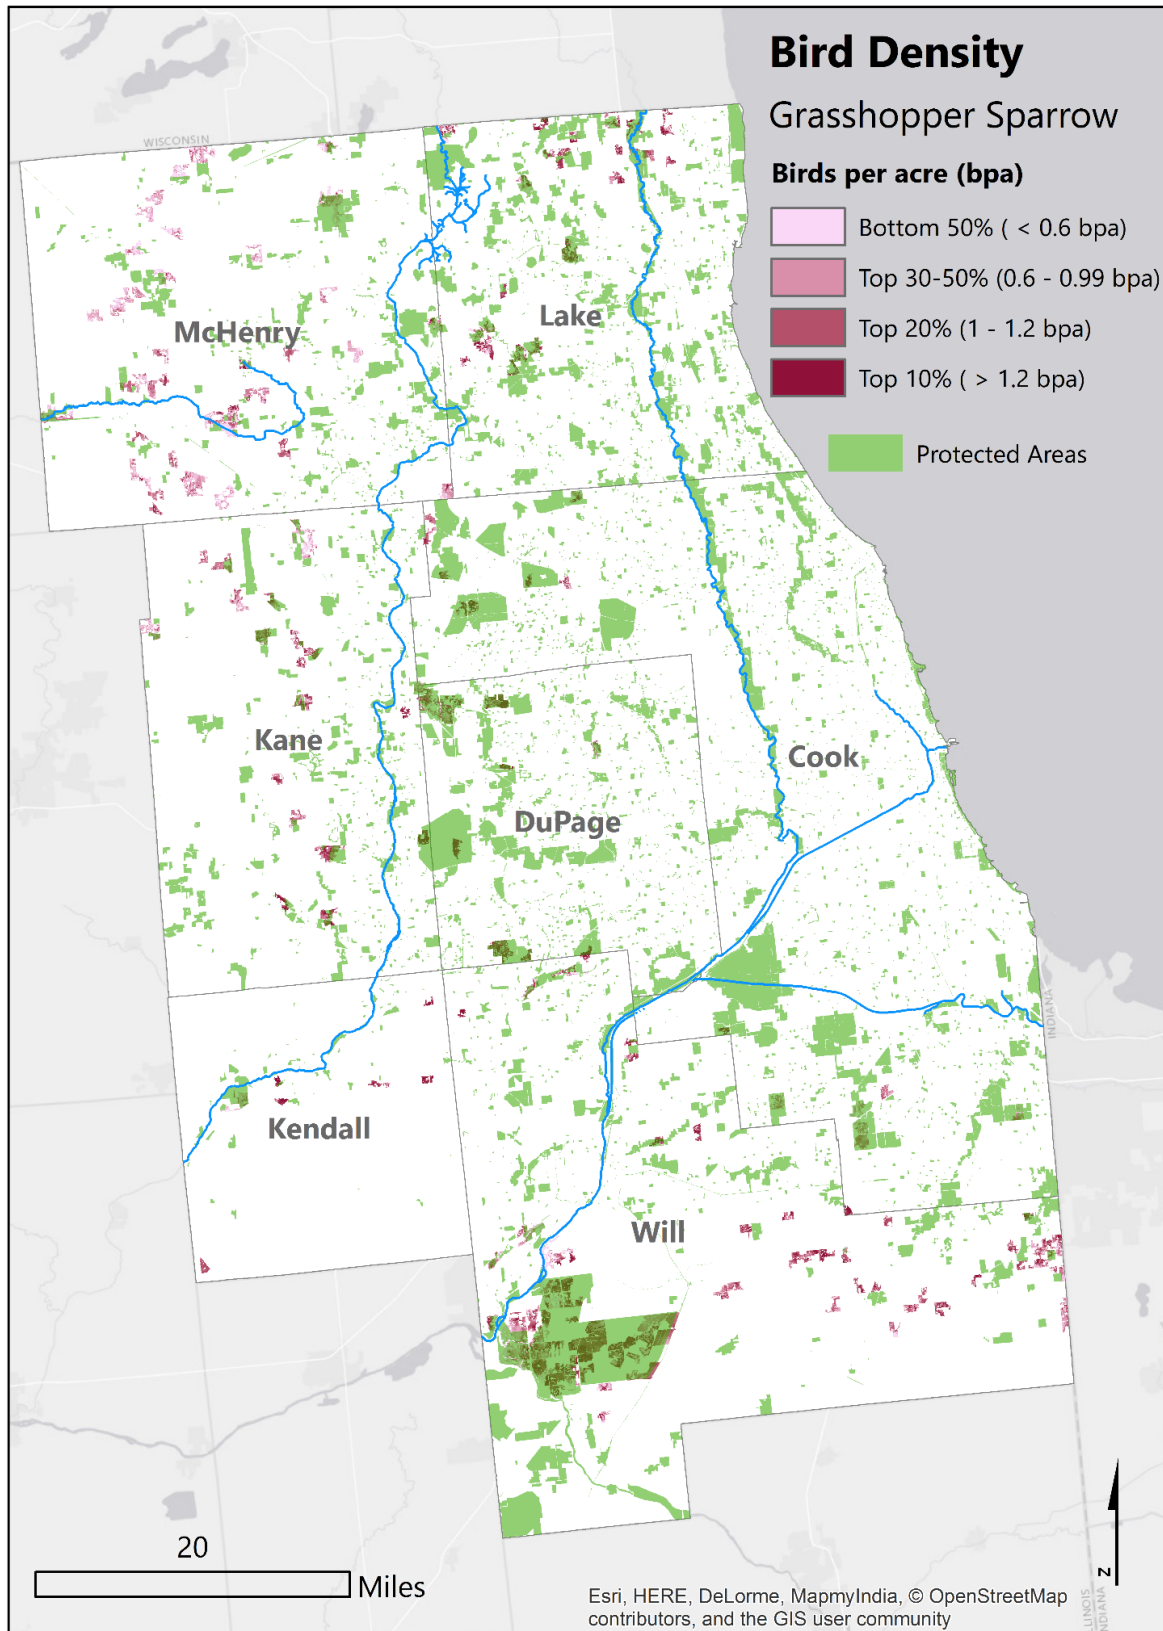 Bird Density
Grasshopper Sparrow
Birds per acre (bpa)
Bottom 50% ( < 0.6 bpa)
Top 30-50% (0.6 - 0.99 bpa)
Top 20% (1 - 1.2 bpa)
Top 10% ( > 1.2 bpa)
Protected Areas
WISCONSIN
McHenry
Lake
Kane
Cook
DuPage
INDIANA
Kendall
Will
20
Miles
N
Esri, HERE, DeLorme, MapmyIndia, © OpenStreetMap
contributors, and the GIS user community
INDIANA